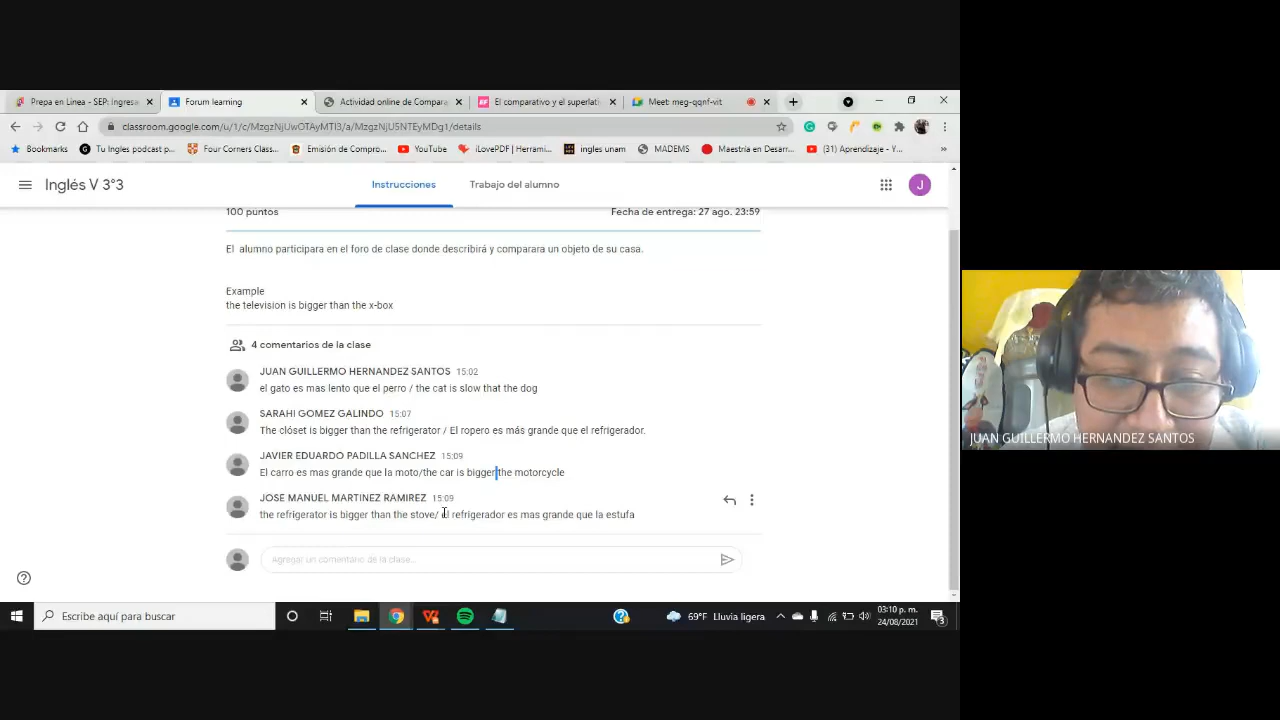 Prepa en Línea - SEP: ingresa
Forum learning
Actividad online de Compara
El comparativo y el superlati
Meet: meg-qqnf-vit
classroom.google.com/u/1/c/MzgzNjUwOTAyMTI3/a/MzgzNjU5NTEyMDg1/details
Bookmarks
Tu Ingles podcast p...
Four Corners Class...
Emisión de Compro...
YouTube
iLovePDF | Herrami...
ingles unam
MADEMS
Maestría en Desarr...
(31) Aprendizaje - Y...
Inglés V 3°3
Instrucciones
Trabajo del alumno
J
100 puntos
Fecha de entrega: 27 ago. 23:59
El alumno participara en el foro de clase donde describirá y comparara un objeto de su casa.
Example
the television is bigger than the x-box
4 comentarios de la clase
JUAN GUILLERMO HERNANDEZ SANTOS 15:02
el gato es mas lento que el perro / the cat is slow that the dog
SARAHI GOMEZ GALINDO 15:07
The clóset is bigger than the refrigerator / El ropero es más grande que el refrigerador.
JAVIER EDUARDO PADILLA SANCHEZ 15:09
El carro es mas grande que la moto/the car is bigger the motorcycle
JOSE MANUEL MARTINEZ RAMIREZ 15:09
the refrigerator is bigger than the stove/ el refrigerador es mas grande que la estufa
Agregar un comentario de la clase...
JUAN GUILLERMO HERNANDEZ SANTOS
Escribe aquí para buscar
69°F Lluvia ligera
03:10 p. m.
24/08/2021
3